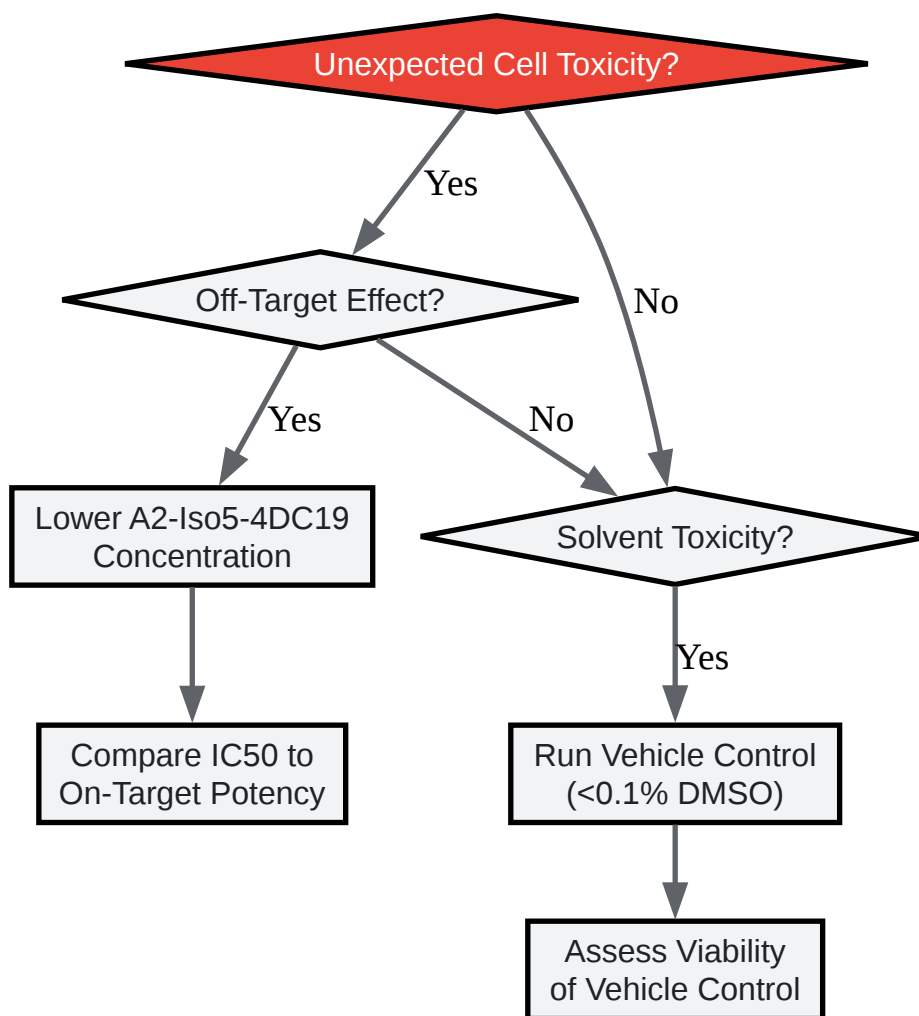 Unexpected Cell Toxicity?
Yes
No
Off-Target Effect?
Yes
No
Lower A2-Iso5-4DC19
Concentration
Solvent Toxicity?
Yes
Compare IC50 to
On-Target Potency
Run Vehicle Control
(<0.1% DMSO)
Assess Viability
of Vehicle Control